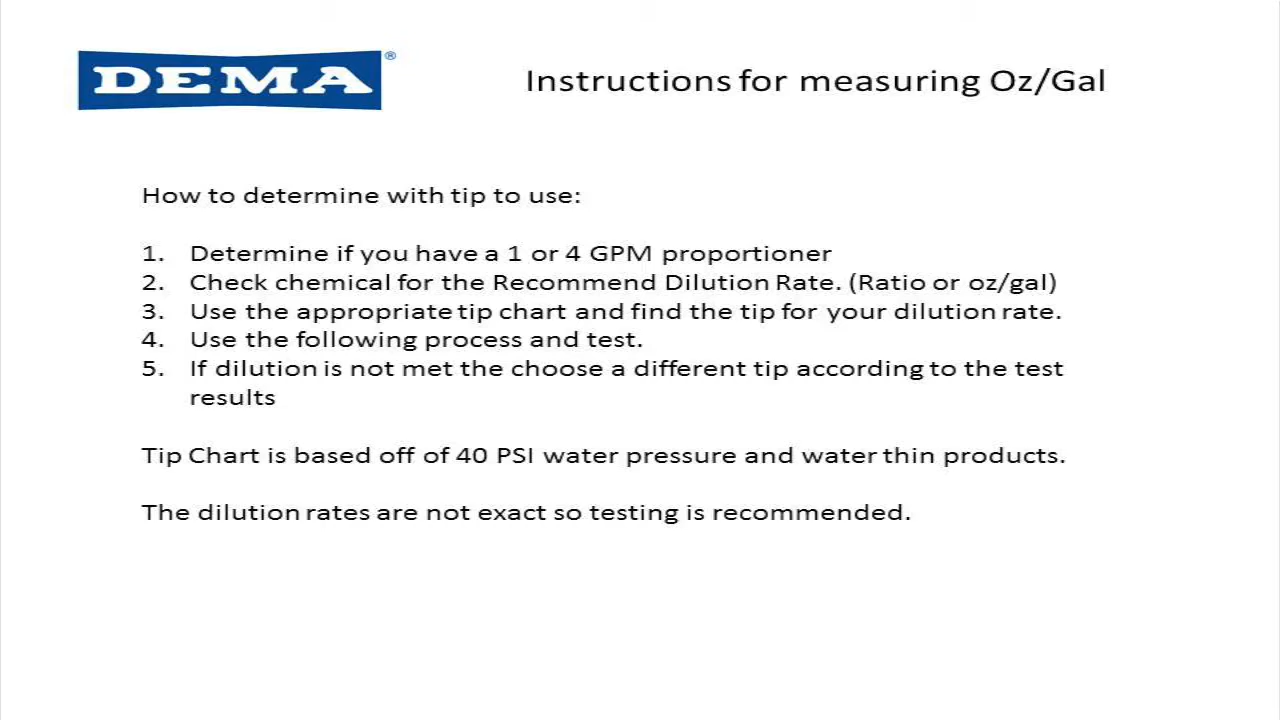 DEMA®
Instructions for measuring Oz/Gal
How to determine with tip to use:
1. Determine if you have a 1 or 4 GPM proportioner
2. Check chemical for the Recommend Dilution Rate. (Ratio or oz/gal)
3. Use the appropriate tip chart and find the tip for your dilution rate.
4. Use the following process and test.
5. If dilution is not met the choose a different tip according to the test
results
Tip Chart is based off of 40 PSI water pressure and water thin products.
The dilution rates are not exact so testing is recommended.